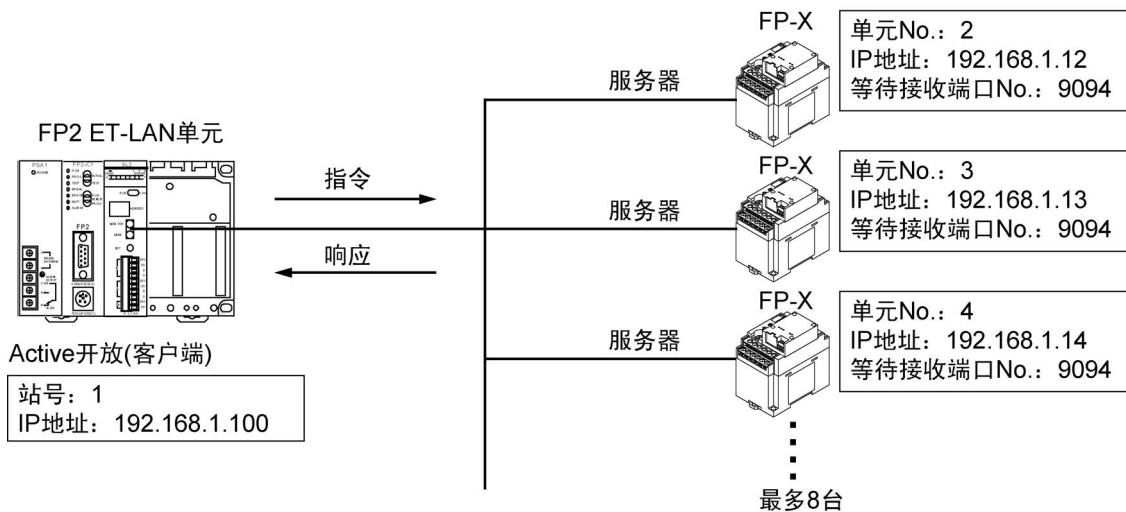 FP-X
单元No.：2
IP地址：192.168.1.12
等待接收端口No.：9094
服务器
FP2 ET-LAN单元
FP-X
单元No.：3
IP地址：192.168.1.13
等待接收端口No.：9094
指令
服务器
响应
FP2
FP-X
单元No.：4
IP地址：192.168.1.14
等待接收端口No.：9094
服务器
Active开放(客户端)
站号：1
IP地址：192.168.1.100
最多8台